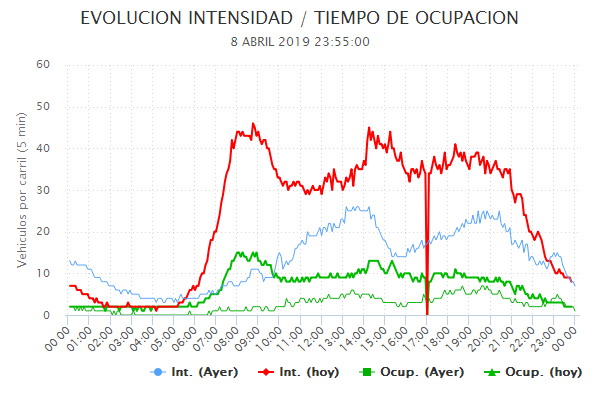 EVOLUCION INTENSIDAD / TIEMPO DE OCUPACION
8 ABRIL 2019 23:55:00
Vehículos por carril (5 min)
60
50
40
30
20
10
0
00:00 01:00 02:00 03:00 04:00 05:00 06:00 07:00 08:00 09:00 10:00 11:00 12:00 13:00 14:00 15:00 16:00 17:00 18:00 19:00 20:00 21:00 22:00 23:00 00:00
Int. (Ayer) Int. (hoy) Ocup. (Ayer) Ocup. (hoy)